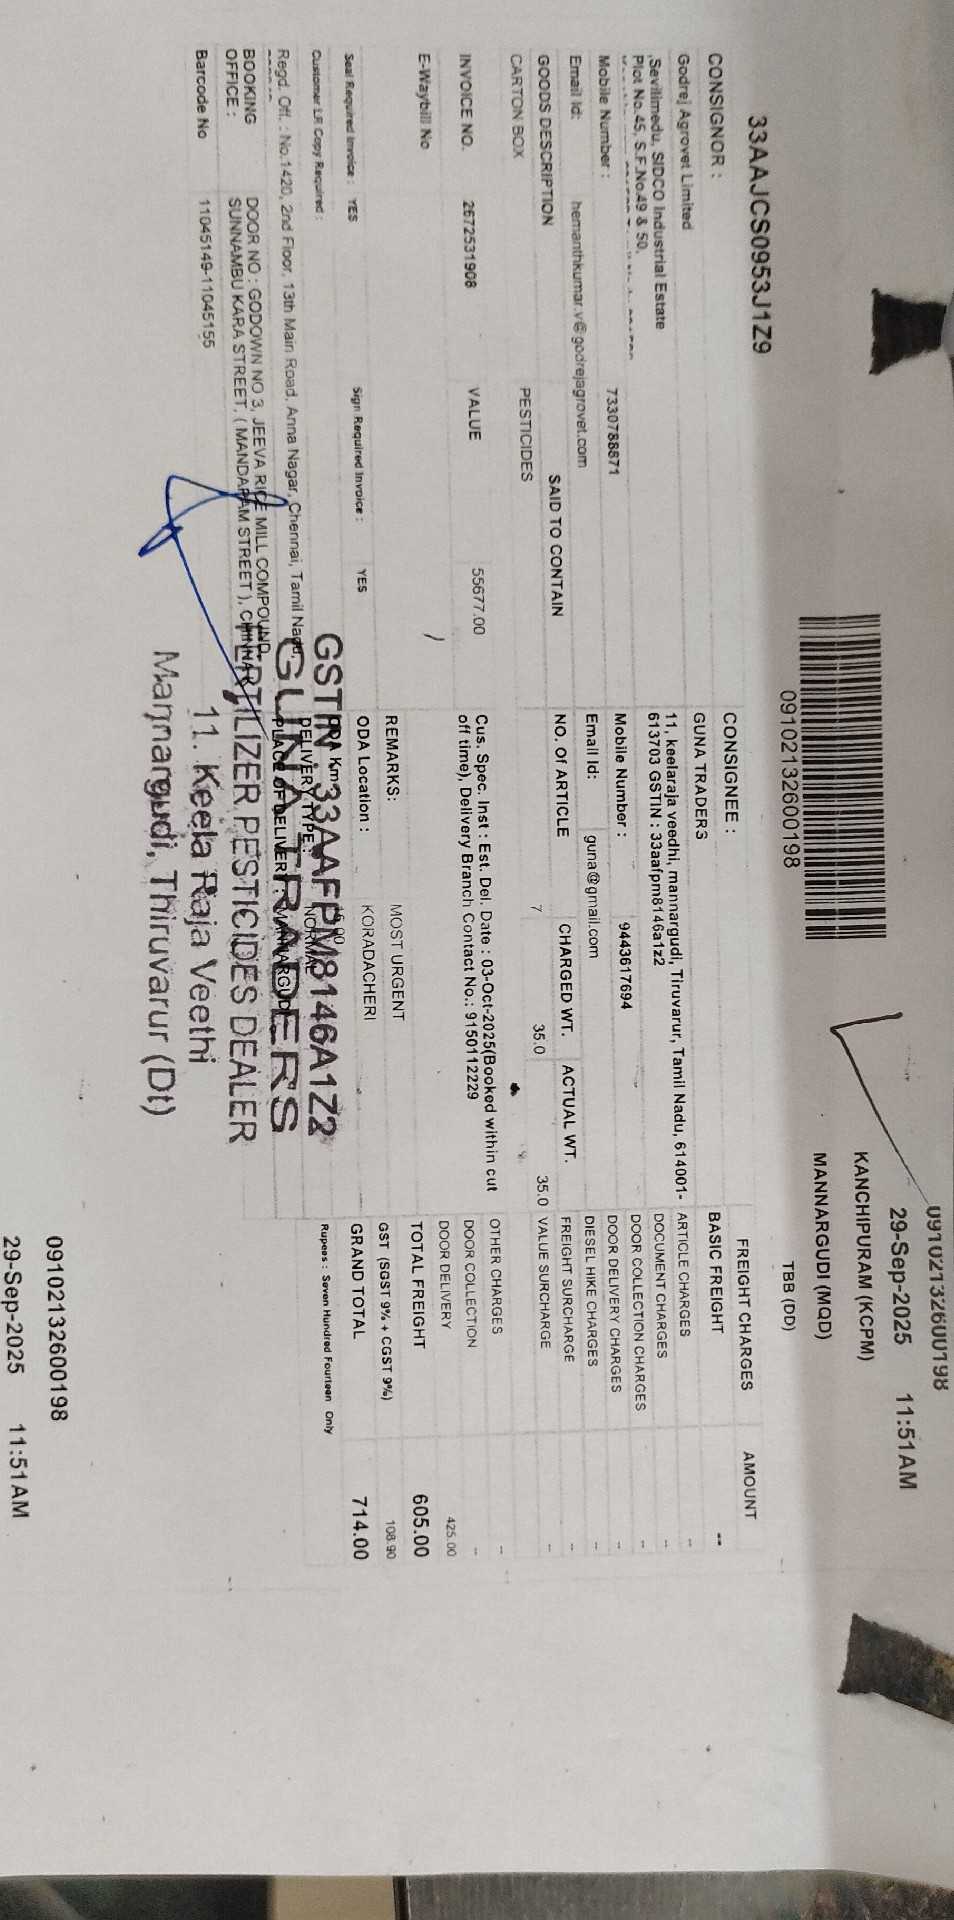 33AAJCS0953J1Z9
09102132600198
09102132600198
29-Sep-2025 11:51AM
KANCHIPURAM (KCPM)
MANNARGUDI (MQD)
TBB (DD)
CONSIGNOR :
Godrej Agrovet Limited
,Sevilimedu, SIDCO Industrial Estate
Plot No.45, S.F.No.49 & 50,
Mobile Number : 7330788871
Email Id: hemanthkumar.v@godrejagrovet.com
GOODS DESCRIPTION SAID TO CONTAIN
CARTON BOX PESTICIDES
INVOICE NO. 2672531908 VALUE 55677.00
E-Waybill No
Seal Required Invoice : YES Sign Required Invoice : YES
Customer LR Copy Required :
CONSIGNEE :
GUNA TRADERS
11, keelaraja veedhi, mannargudi, Tiruvarur, Tamil Nadu, 614001-
613703 GSTIN : 33aafpm8146a1z2
Mobile Number : 9443617694
Email Id: guna@gmail.com
NO. Of ARTICLE CHARGED WT. ACTUAL WT.
7 35.0 35.0
Cus. Spec. Inst : Est. Del. Date : 03-Oct-2025(Booked within cut
off time), Delivery Branch Contact No.: 9150112229
REMARKS: MOST URGENT
ODA Location : KORADACHERI
ODA Km
DELIVERY TYPE : NORMAL
PLACE OF DELIVERY : MANNARGUDI
FREIGHT CHARGES AMOUNT
BASIC FREIGHT --
ARTICLE CHARGES --
DOCUMENT CHARGES --
DOOR COLLECTION CHARGES --
DOOR DELIVERY CHARGES --
DIESEL HIKE CHARGES --
FREIGHT SURCHARGE --
VALUE SURCHARGE --
OTHER CHARGES --
DOOR COLLECTION --
DOOR DELIVERY 425.00
TOTAL FREIGHT 605.00
GST (SGST 9% + CGST 9%) 108.90
GRAND TOTAL 714.00
Rupees : Seven Hundred Fourteen Only
Regd. Off. : No.1420, 2nd Floor, 13th Main Road, Anna Nagar, Chennai, Tamil Nadu,
BOOKING OFFICE : DOOR NO : GODOWN NO 3, JEEVA RICE MILL COMPOUND,
SUNNAMBU KARA STREET, ( MANDAPAM STREET ),
Barcode No 11045149-11045155
GSTIN:33AAFPM8146A1Z2
GUNA TRADERS
FERTILIZER PESTICIDES DEALER
11. Keela Raja Veethi
Mannargudi, Thiruvarur (Dt)
09102132600198
29-Sep-2025 11:51AM